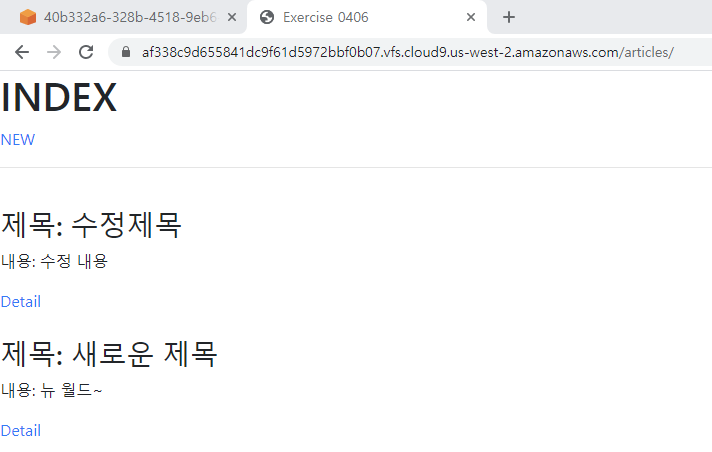 40b332a6-328b-4518-9eb6
Exercise 0406
af338c9d655841dc9f61d5972bbf0b07.vfs.cloud9.us-west-2.amazonaws.com/articles/
INDEX
NEW
제목: 수정제목
내용: 수정 내용
Detail
제목: 새로운 제목
내용: 뉴 월드~
Detail